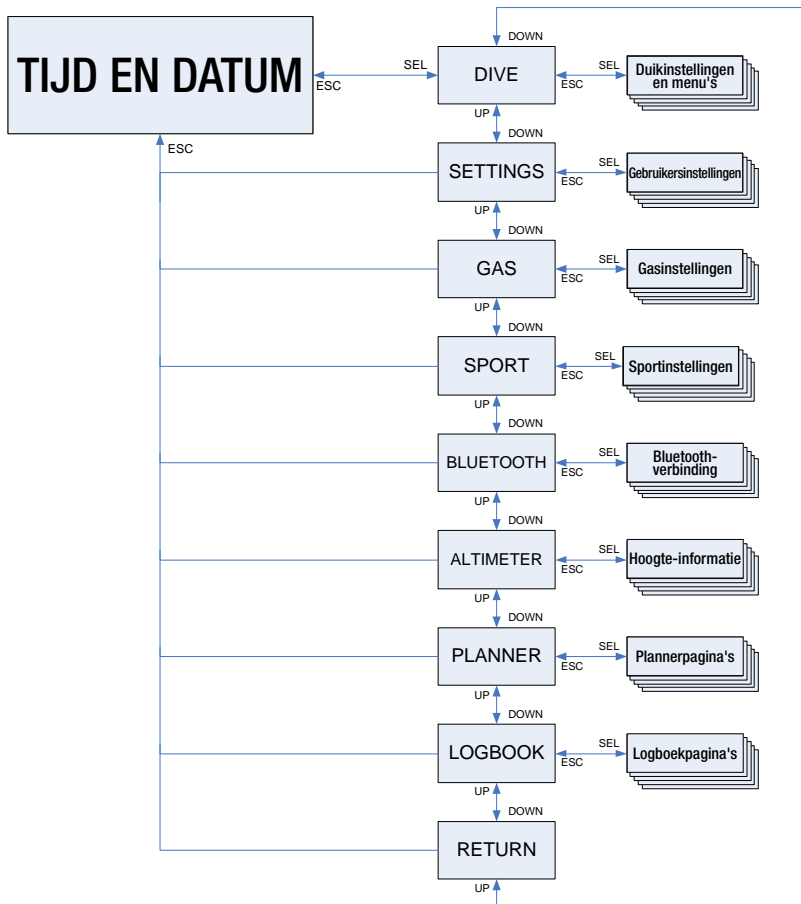 DOWN
TIJD EN DATUM
SEL
ESC
DIVE
SEL
ESC
Duikinstellingen
en menu's
UP
DOWN
ESC
SETTINGS
SEL
ESC
Gebruikersinstellingen
UP
DOWN
GAS
SEL
ESC
Gasinstellingen
UP
DOWN
SPORT
SEL
ESC
Sportinstellingen
UP
DOWN
BLUETOOTH
SEL
ESC
Bluetooth-
verbinding
UP
DOWN
ALTIMETER
SEL
ESC
Hoogte-informatie
UP
DOWN
PLANNER
SEL
ESC
Plannerpagina's
UP
DOWN
LOGBOOK
SEL
ESC
Logboekpagina's
UP
DOWN
RETURN
UP